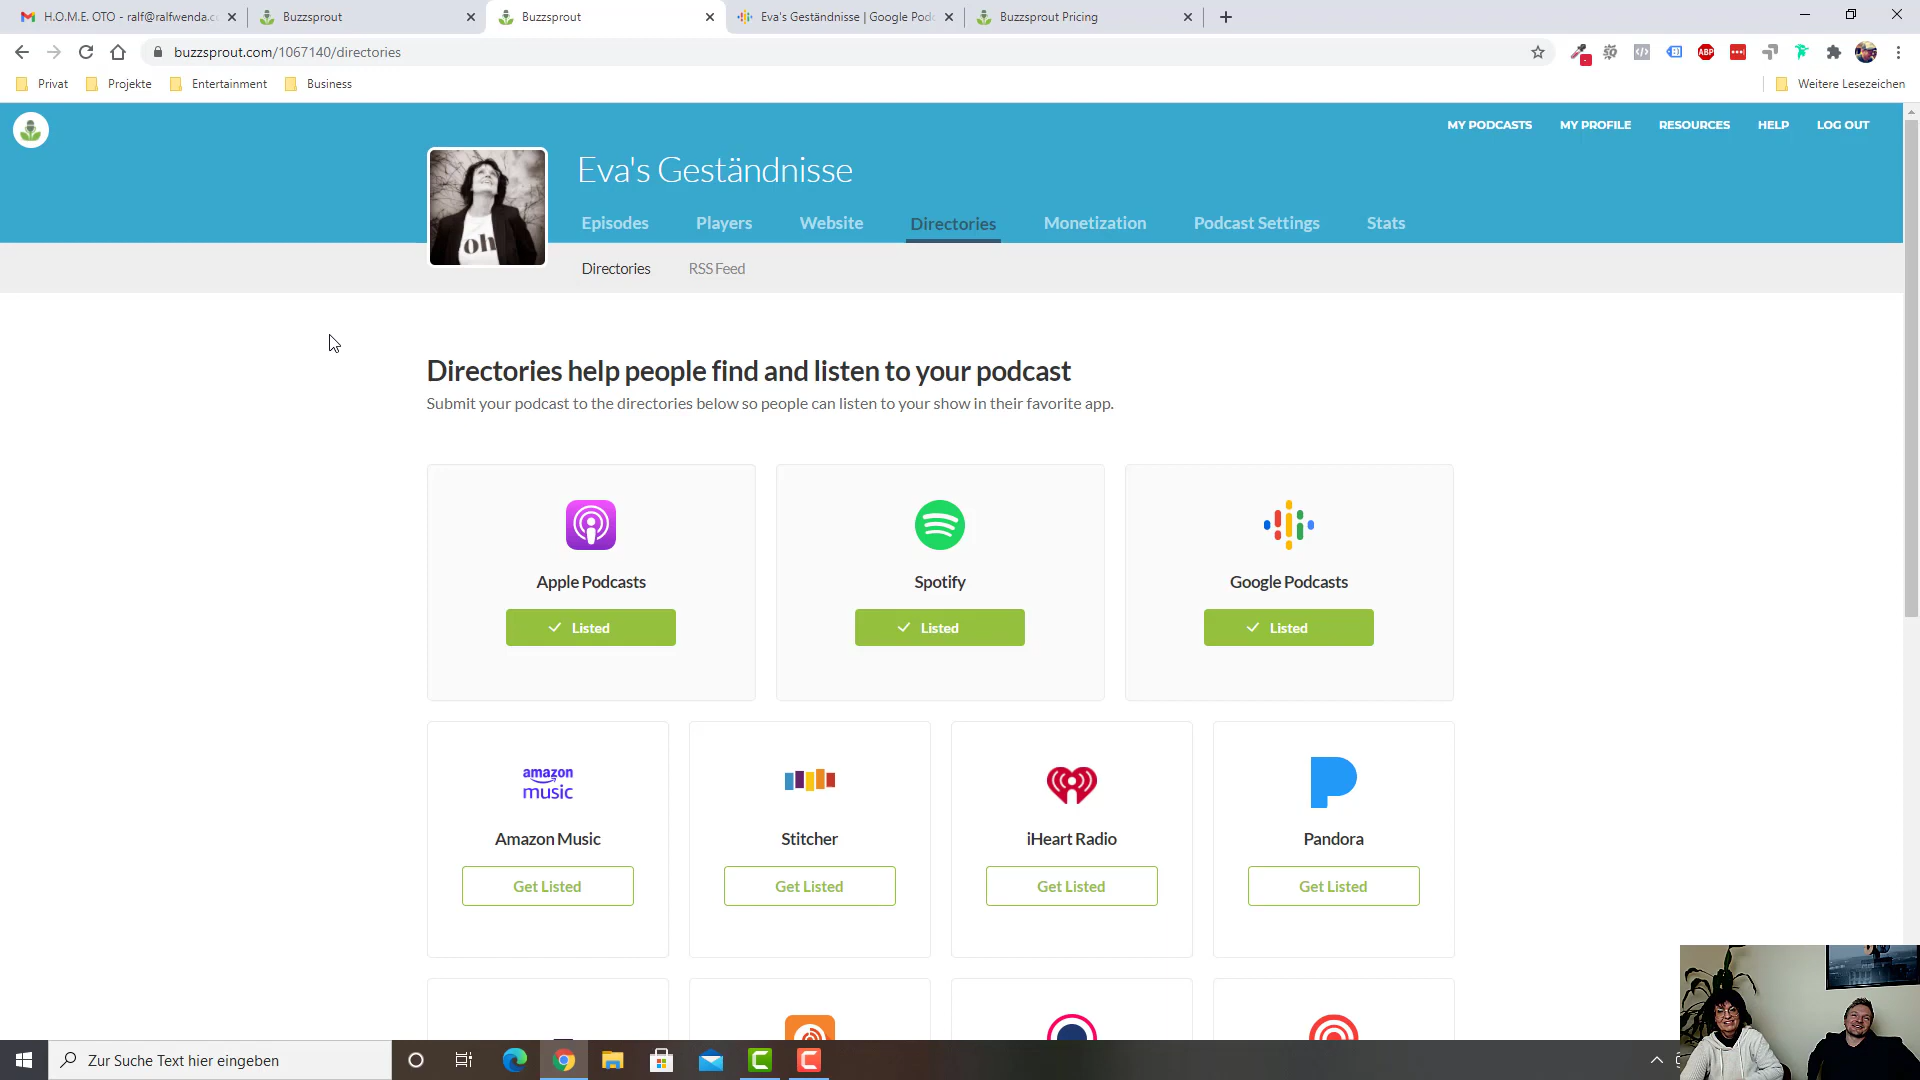 H.O.M.E. OTO - ralf@ralfwenda.c
Buzzsprout
Buzzsprout
Eva's Geständnisse | Google Pod
Buzzsprout Pricing
buzzsprout.com/1067140/directories
ABP
Privat
Projekte
Entertainment
Business
Weitere Lesezeichen
MY PODCASTS
MY PROFILE
RESOURCES
HELP
LOG OUT
oh
Eva's Geständnisse
Episodes
Players
Website
Directories
Monetization
Podcast Settings
Stats
Directories
RSS Feed
Directories help people find and listen to your podcast
Submit your podcast to the directories below so people can listen to your show in their favorite app.
Apple Podcasts
Listed
Spotify
Listed
Google Podcasts
Listed
amazon
music
Amazon Music
Get Listed
Stitcher
Get Listed
iHeart Radio
Get Listed
Pandora
Get Listed
Zur Suche Text hier eingeben